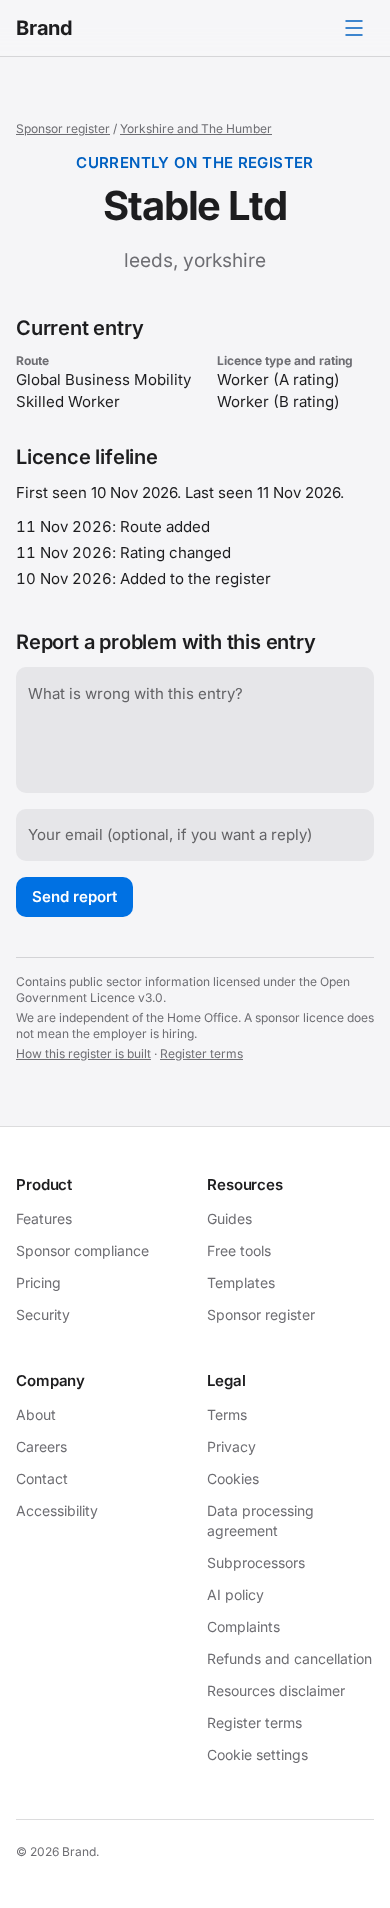 Brand
Sponsor register / Yorkshire and The Humber
CURRENTLY ON THE REGISTER
Stable Ltd
leeds, yorkshire
Current entry
Route
Global Business Mobility
Skilled Worker
Licence type and rating
Worker (A rating)
Worker (B rating)
Licence lifeline
First seen 10 Nov 2026. Last seen 11 Nov 2026.
11 Nov 2026: Route added
11 Nov 2026: Rating changed
10 Nov 2026: Added to the register
Report a problem with this entry
What is wrong with this entry?
Your email (optional, if you want a reply)
Send report
Contains public sector information licensed under the Open
Government Licence v3.0.
We are independent of the Home Office. A sponsor licence does
not mean the employer is hiring.
How this register is built · Register terms
Product
Features
Sponsor compliance
Pricing
Security
Resources
Guides
Free tools
Templates
Sponsor register
Company
About
Careers
Contact
Accessibility
Legal
Terms
Privacy
Cookies
Data processing
agreement
Subprocessors
AI policy
Complaints
Refunds and cancellation
Resources disclaimer
Register terms
Cookie settings
© 2026 Brand.